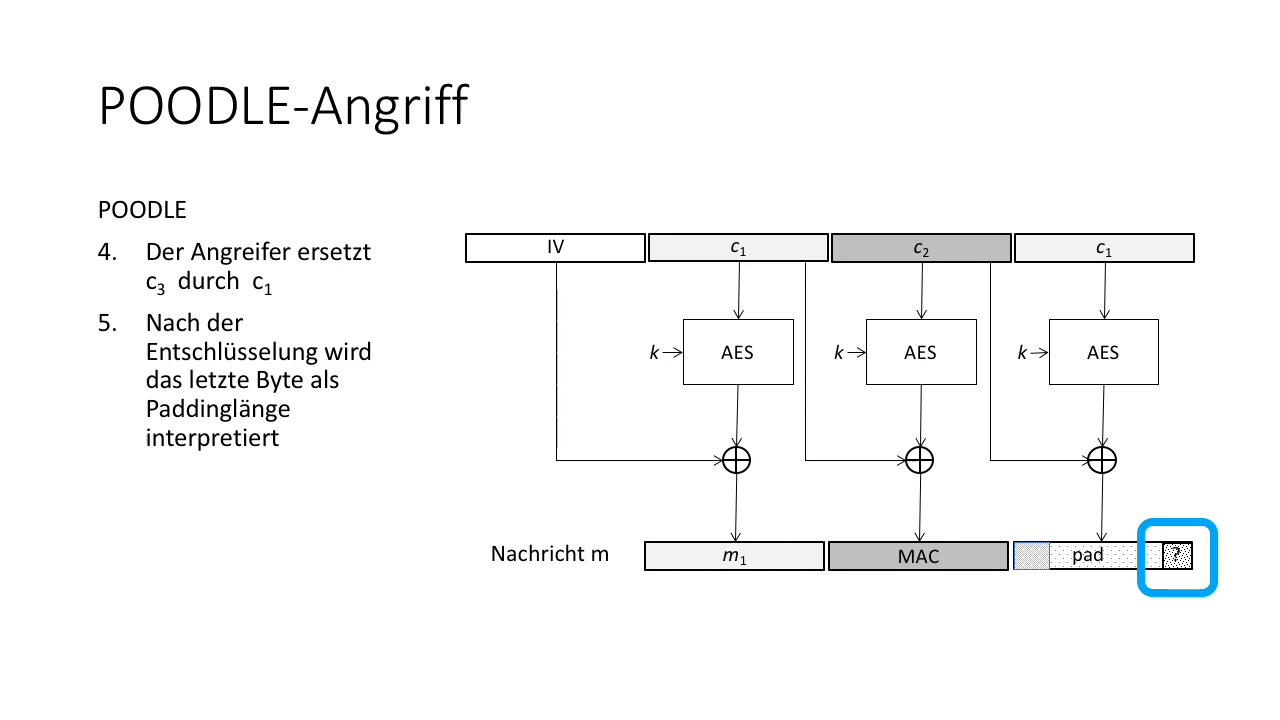 POODLE-Angriff
POODLE
4. Der Angreifer ersetzt
c₃ durch c₁
5. Nach der
Entschlüsselung wird
das letzte Byte als
Paddinglänge
interpretiert
IV c₁ c₂ c₁
k AES k AES k AES
Nachricht m m₁ MAC pad ?